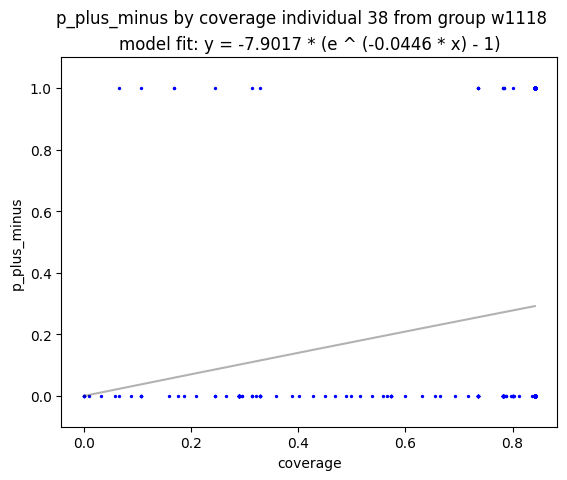 p_plus_minus by coverage individual 38 from group w1118
model fit: y = -7.9017 * (e ^ (-0.0446 * x) - 1)
1.0
0.8
0.6
0.4
0.2
0.0
p_plus_minus
0.0 0.2 0.4 0.6 0.8
coverage